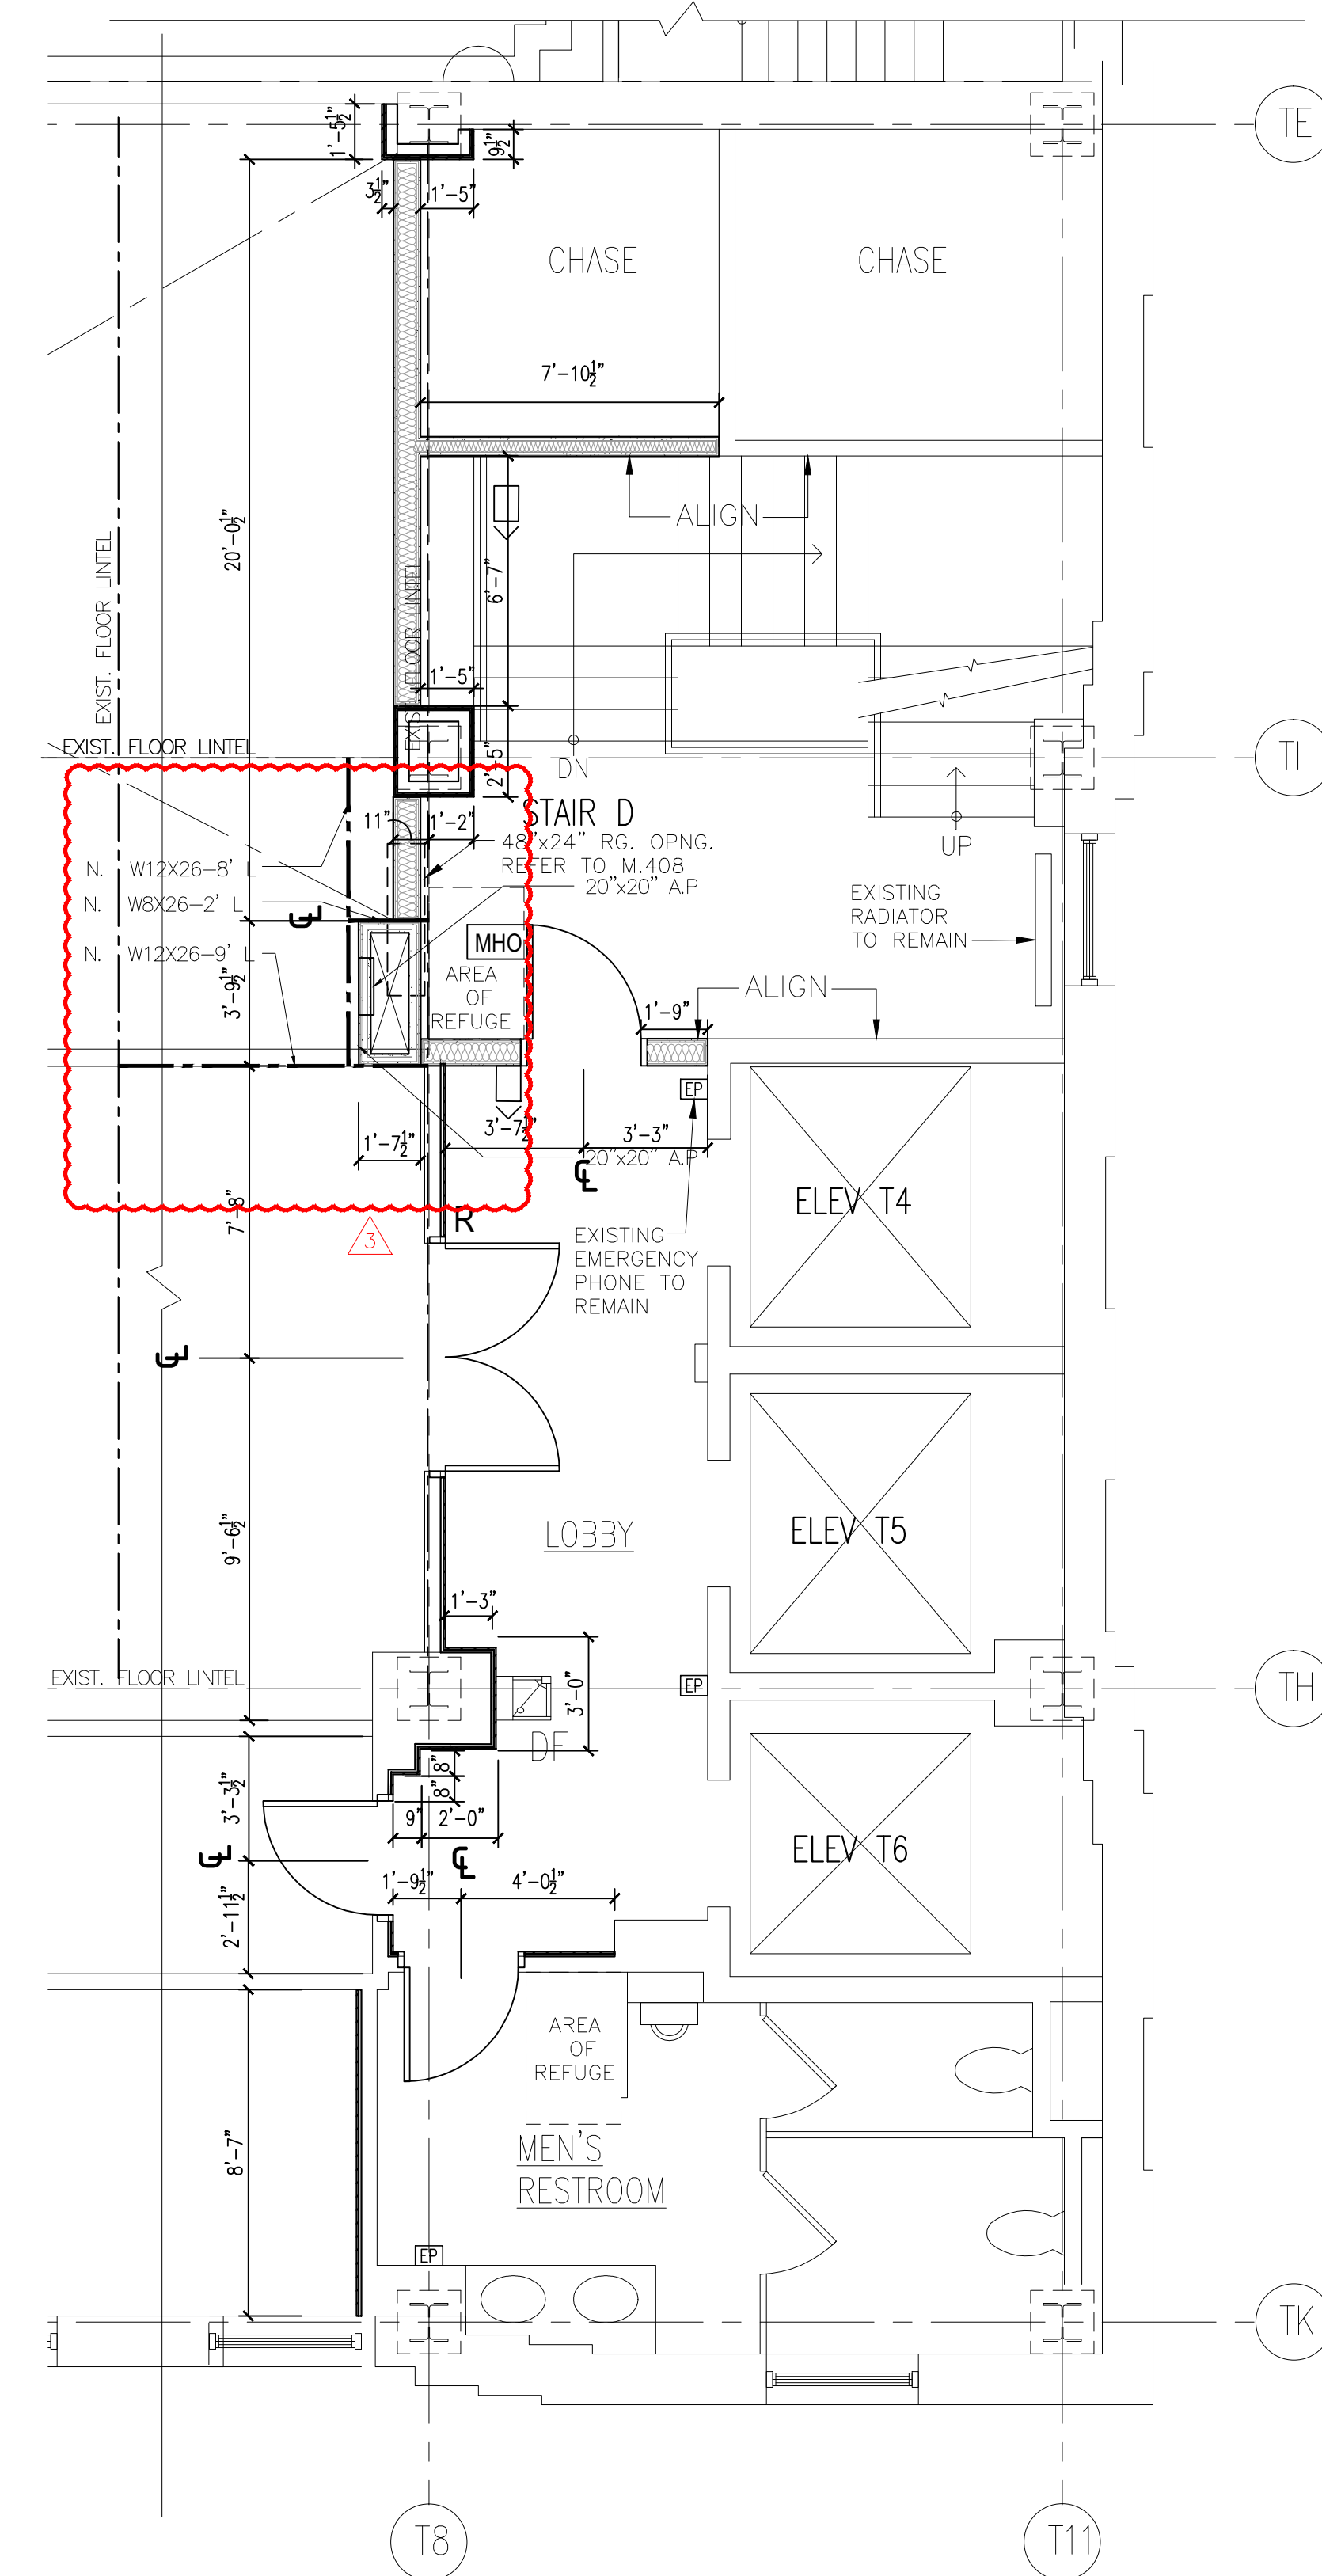 TE
1'-5½"
9½"
3½"
1'-5"
CHASE
CHASE
7'-10½"
20'-0½"
EXIST. FLOOR LINTEL
EXIST. FLOOR LINTEL
ALIGN
6'-7"
1'-5"
2'-5"
EXIST. FLOOR LINTEL
TI
DN
UP
STAIR D
11"
1'-2"
48"x24" RG. OPNG.
REFER TO M.408
20"x20" A.P
N. W12X26-8' L
N. W8X26-2' L
N. W12X26-9' L
EXISTING
RADIATOR
TO REMAIN
CL
MHO
AREA
OF
REFUGE
3'-9½"
ALIGN
1'-9"
EP
3'-7½"
3'-3"
1'-7½"
20"x20" A.P
CL
7'-8"
R
3
EXISTING
EMERGENCY
PHONE TO
REMAIN
ELEV T4
CL
9'-6½"
LOBBY
ELEV T5
1'-3"
EXIST. FLOOR LINTEL
3'-0"
EP
TH
DF
3'-3½"
8"
8"
9"
2'-0"
ELEV T6
CL
CL
1'-9½"
4'-0½"
2'-11½"
AREA
OF
REFUGE
8'-7"
MEN'S
RESTROOM
EP
TK
T8
T11